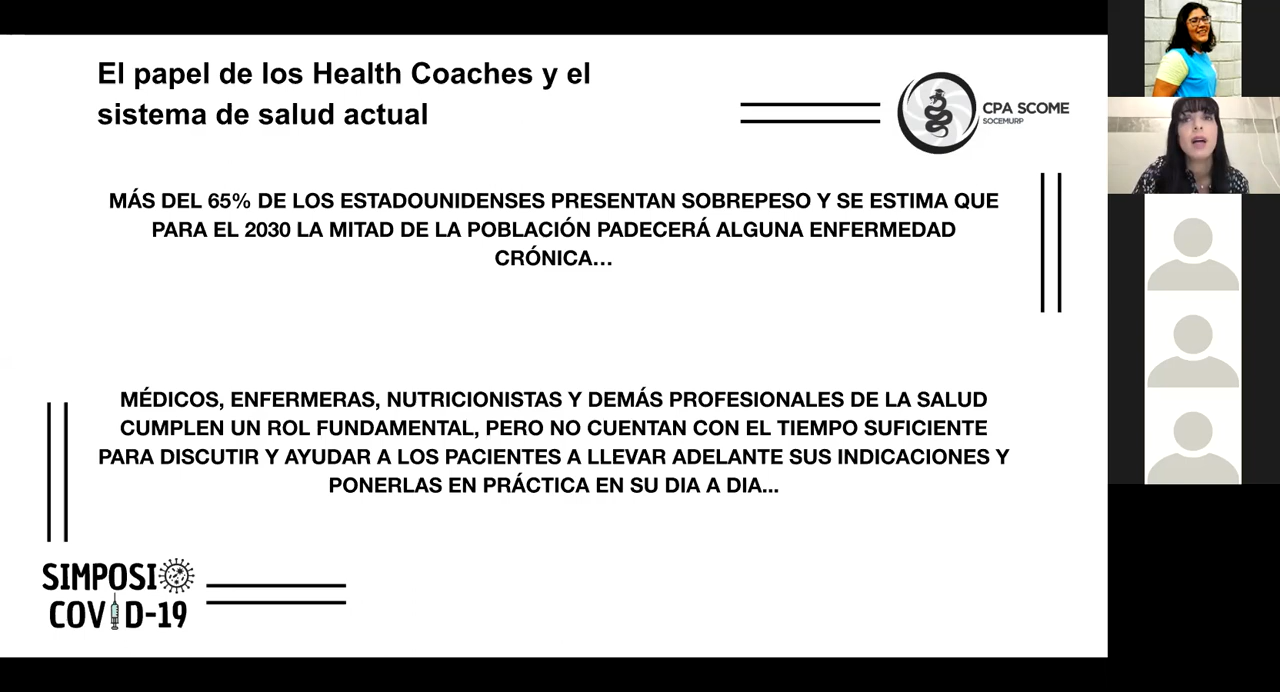 El papel de los Health Coaches y el
sistema de salud actual
CPA SCOME
SOCEMURP
MÁS DEL 65% DE LOS ESTADOUNIDENSES PRESENTAN SOBREPESO Y SE ESTIMA QUE
PARA EL 2030 LA MITAD DE LA POBLACIÓN PADECERÁ ALGUNA ENFERMEDAD
CRÓNICA...
MÉDICOS, ENFERMERAS, NUTRICIONISTAS Y DEMÁS PROFESIONALES DE LA SALUD
CUMPLEN UN ROL FUNDAMENTAL, PERO NO CUENTAN CON EL TIEMPO SUFICIENTE
PARA DISCUTIR Y AYUDAR A LOS PACIENTES A LLEVAR ADELANTE SUS INDICACIONES Y
PONERLAS EN PRÁCTICA EN SU DIA A DIA...
SIMPOSIO
COVID-19